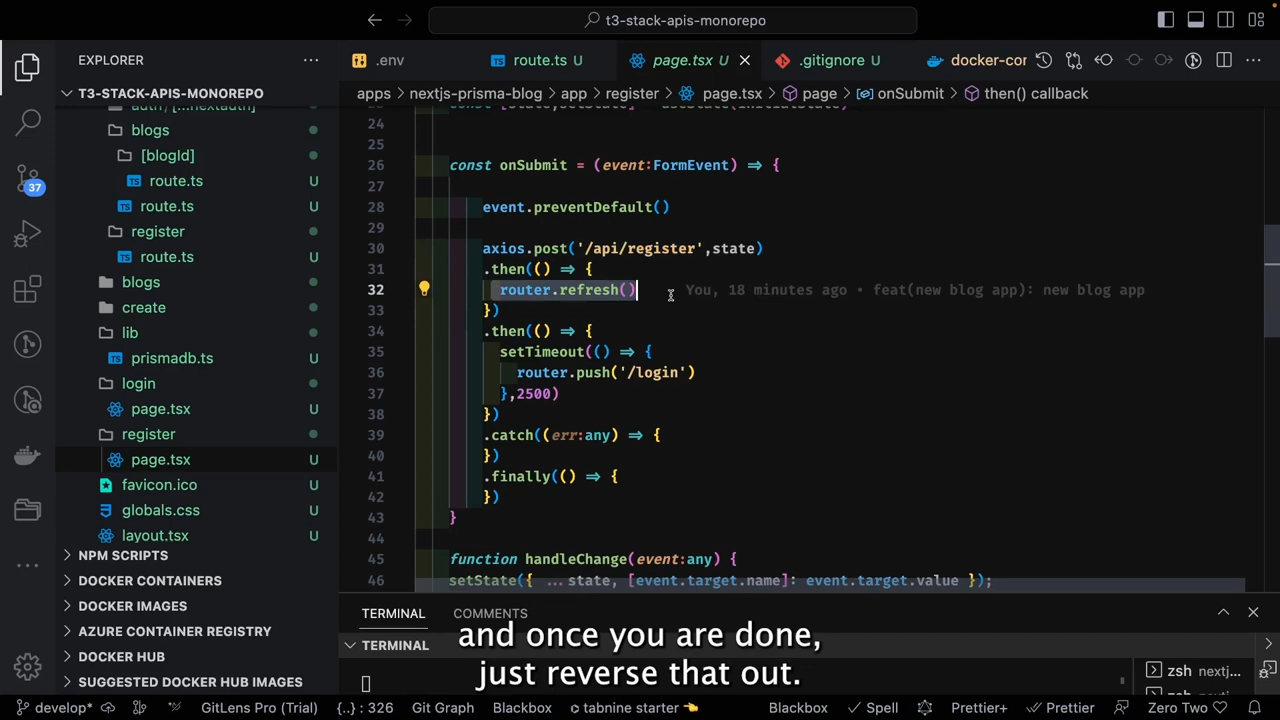 t3-stack-apis-monorepo
EXPLORER
.env
route.ts U
page.tsx U
.gitignore U
docker-cor
T3-STACK-APIS-MONOREPO
apps > nextjs-prisma-blog > app > register > page.tsx > page > onSubmit > then() callback
auth / [...nextauth]
blogs
[blogId]
route.ts U
route.ts U
register
route.ts U
blogs
create
lib
prismadb.ts U
login
page.tsx U
register
page.tsx U
favicon.ico U
globals.css U
layout.tsx U
NPM SCRIPTS
DOCKER CONTAINERS
DOCKER IMAGES
AZURE CONTAINER REGISTRY
DOCKER HUB
SUGGESTED DOCKER HUB IMAGES
37
24
25
26 const onSubmit = (event:FormEvent) => {
27
28 event.preventDefault()
29
30 axios.post('/api/register',state)
31 .then(() => {
32 router.refresh() You, 18 minutes ago • feat(new blog app): new blog app
33 })
34 .then(() => {
35 setTimeout(() => {
36 router.push('/login')
37 },2500)
38 })
39 .catch((err:any) => {
40 })
41 .finally(() => {
42 })
43 }
44
45 function handleChange(event:any) {
46 setState({ ...state, [event.target.name]: event.target.value });
TERMINAL COMMENTS
TERMINAL
zsh nextj...
and once you are done,
just reverse that out.
develop* GitLens Pro (Trial) {..} : 326 Git Graph Blackbox tabnine starter Blackbox Spell Prettier+ Prettier Zero Two